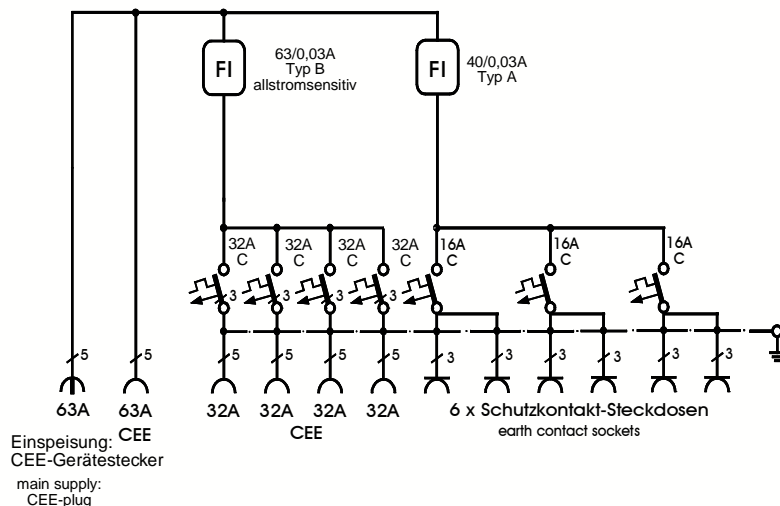 FI
63/0,03A
Typ B
allstromsensitiv
FI
40/0,03A
Typ A
32A
C
32A
C
32A
C
32A
C
16A
C
16A
C
16A
C
3
3
3
3
5
5
5
5
5
5
3
3
3
3
3
3
63A
63A
32A
32A
32A
32A
6 x Schutzkontakt-Steckdosen
CEE
CEE
earth contact sockets
Einspeisung:
CEE-Gerätestecker
main supply:
CEE-plug